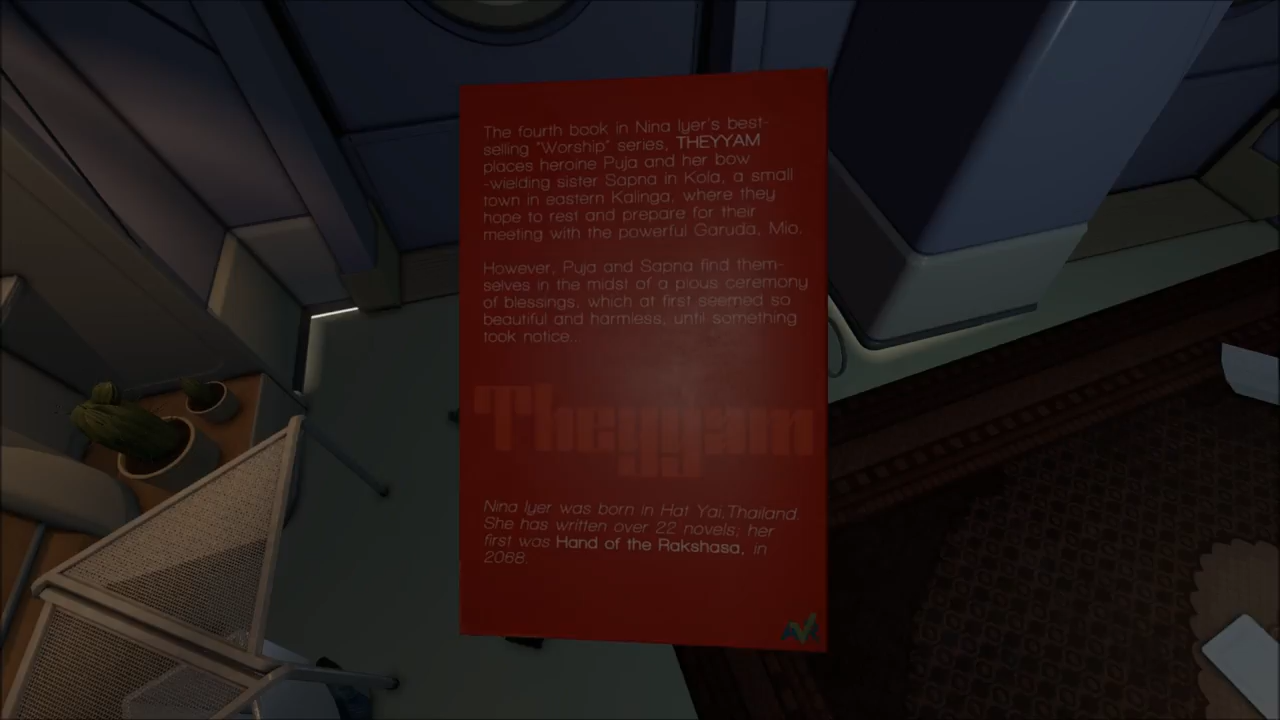 The fourth book in Nina Iyer's best-
selling "Worship" series, THEYYAM
places heroine Puja and her bow
-wielding sister Sapna in Kola, a small
town in eastern Kalinga, where they
hope to rest and prepare for their
meeting with the powerful Garuda, Mio.
However, Puja and Sapna find them-
selves in the midst of a pious ceremony
of blessings, which at first seemed so
beautiful and harmless, until something
took notice...
Theyyam
Nina Iyer was born in Hat Yai, Thailand.
She has written over 22 novels; her
first was Hand of the Rakshasa, in
2068.